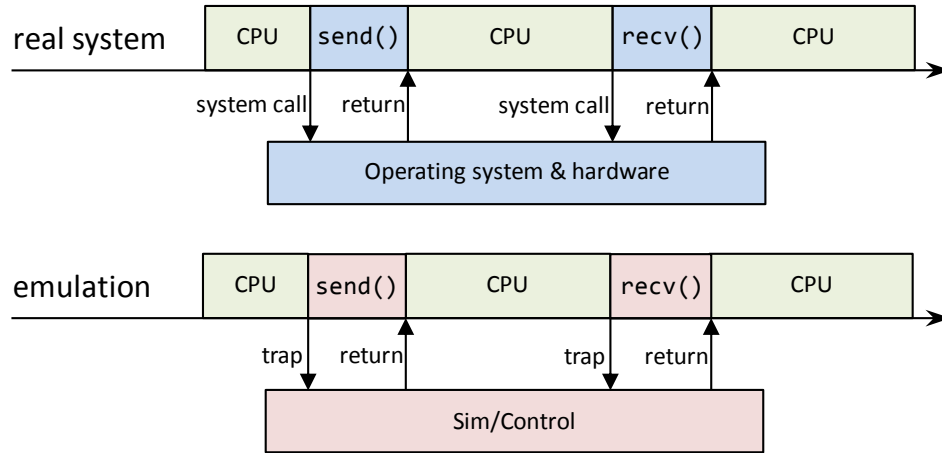 real system
CPU send() CPU recv() CPU
system call return system call return
Operating system & hardware
emulation
CPU send() CPU recv() CPU
trap return trap return
Sim/Control